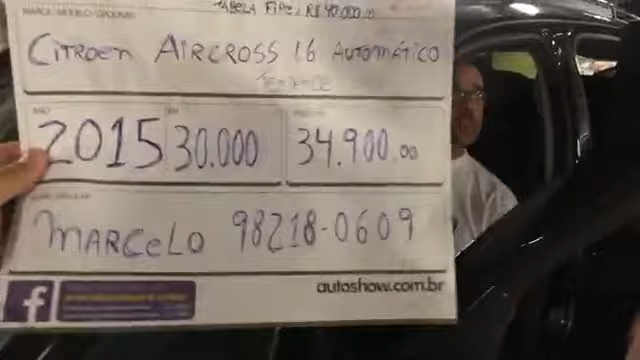 TABELA FIPE: R$ 40.000,00
CITROEN AIRCROSS 1.6 AUTOMÁTICO
2015 30.000 34.900,00
MARCELO 98218-0609
autoshow.com.br
f